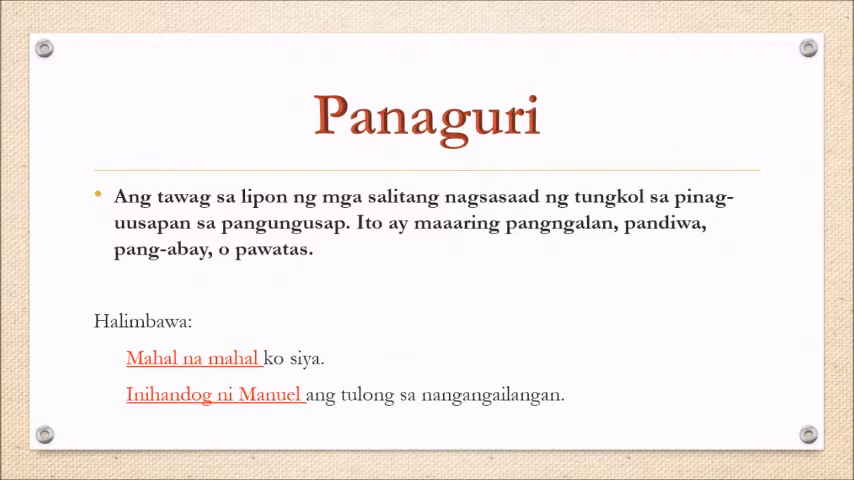 Panaguri
• Ang tawag sa lipon ng mga salitang nagsasaad ng tungkol sa pinag-
uusapan sa pangungusap. Ito ay maaaring pangngalan, pandiwa,
pang-abay, o pawatas.
Halimbawa:
Mahal na mahal ko siya.
Inihandog ni Manuel ang tulong sa nangangailangan.